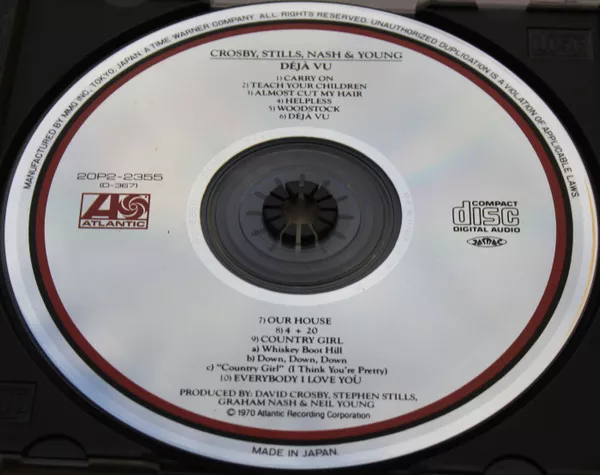 MANUFACTURED BY MMG INC., TOKYO, JAPAN. A TIME WARNER COMPANY. ALL RIGHTS RESERVED. UNAUTHORIZED DUPLICATION IS A VIOLATION OF APPLICABLE LAWS.
CROSBY, STILLS, NASH & YOUNG
DÉJÀ VU
1) CARRY ON
2) TEACH YOUR CHILDREN
3) ALMOST CUT MY HAIR
4) HELPLESS
5) WOODSTOCK
6) DÉJÀ VU
20P2-2355
(D-367)
ATLANTIC
COMPACT
disc
DIGITAL AUDIO
JASRAC
7) OUR HOUSE
8) 4 + 20
9) COUNTRY GIRL
a) Whiskey Boot Hill
b) Down, Down, Down
c) "Country Girl" (I Think You're Pretty)
10) EVERYBODY I LOVE YOU
PRODUCED BY: DAVID CROSBY, STEPHEN STILLS,
GRAHAM NASH & NEIL YOUNG
© 1970 Atlantic Recording Corporation
MADE IN JAPAN.